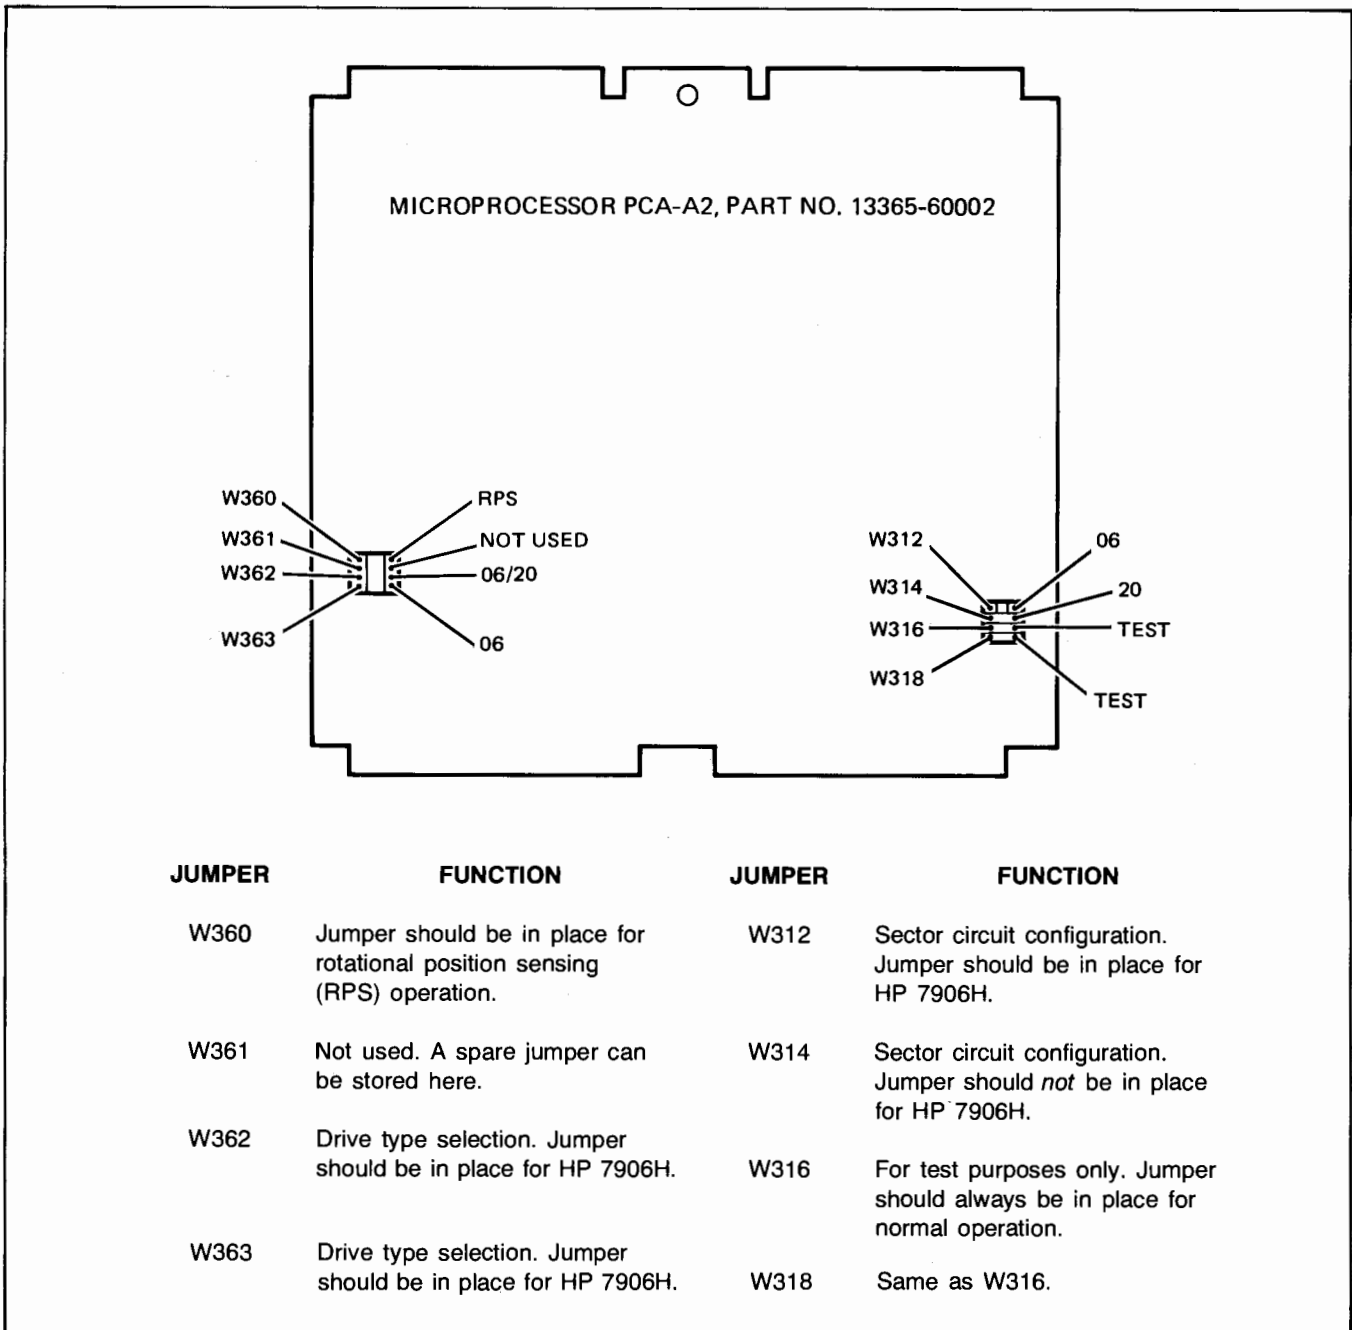 MICROPROCESSOR PCA-A2, PART NO. 13365-60002
W360
RPS
W361
NOT USED
W362
06/20
W363
06
W312
06
W314
20
W316
TEST
W318
TEST
JUMPER FUNCTION
W360 Jumper should be in place for
rotational position sensing
(RPS) operation.
W361 Not used. A spare jumper can
be stored here.
W362 Drive type selection. Jumper
should be in place for HP 7906H.
W363 Drive type selection. Jumper
should be in place for HP 7906H.
JUMPER FUNCTION
W312 Sector circuit configuration.
Jumper should be in place for
HP 7906H.
W314 Sector circuit configuration.
Jumper should not be in place
for HP 7906H.
W316 For test purposes only. Jumper
should always be in place for
normal operation.
W318 Same as W316.